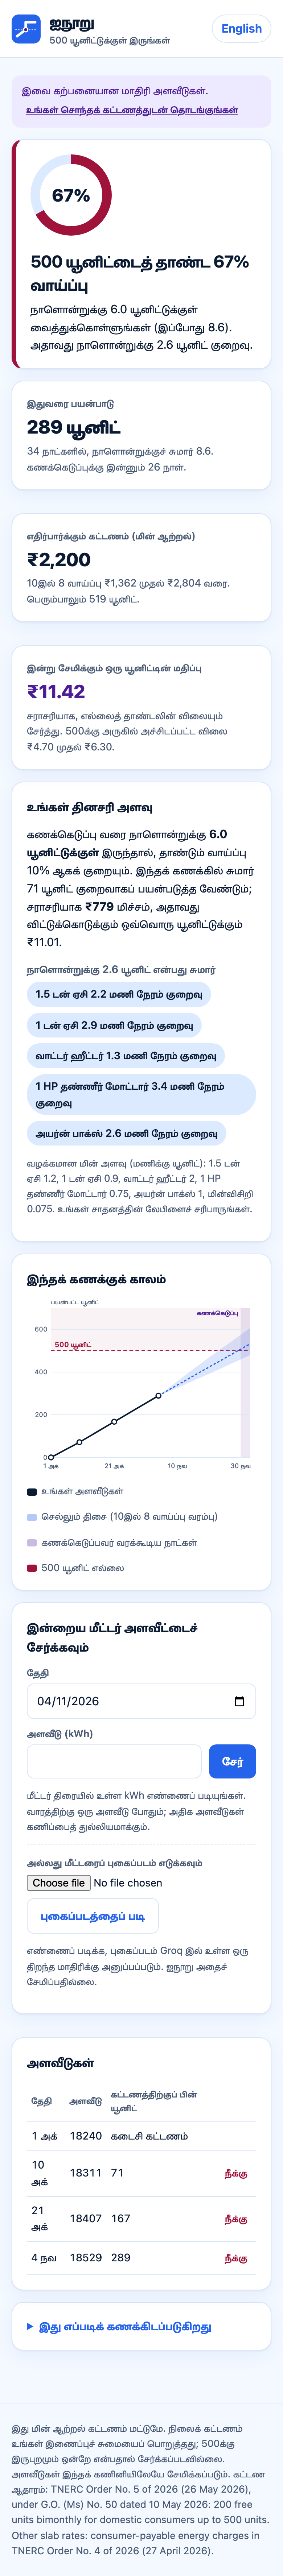 ஐநூறு
500 யூனிட்டுக்குள் இருங்கள்
English
இவை கற்பனையான மாதிரி அளவீடுகள்.
உங்கள் சொந்தக் கட்டணத்துடன் தொடங்குங்கள்
67%
500 யூனிட்டைத் தாண்ட 67%
வாய்ப்பு
நாளொன்றுக்கு 6.0 யூனிட்டுக்குள்
வைத்துக்கொள்ளுங்கள் (இப்போது 8.6).
அதாவது நாளொன்றுக்கு 2.6 யூனிட் குறைவு.
இதுவரை பயன்பாடு
289 யூனிட்
34 நாட்களில், நாளொன்றுக்குச் சுமார் 8.6.
கணக்கெடுப்புக்கு இன்னும் 26 நாள்.
எதிர்பார்க்கும் கட்டணம் (மின் ஆற்றல்)
₹2,200
10இல் 8 வாய்ப்பு ₹1,362 முதல் ₹2,804 வரை.
பெரும்பாலும் 519 யூனிட்.
இன்று சேமிக்கும் ஒரு யூனிட்டின் மதிப்பு
₹11.42
சராசரியாக, எல்லைத் தாண்டலின் விலையும்
சேர்த்து. 500க்கு அருகில் அச்சிடப்பட்ட விலை
₹4.70 முதல் ₹6.30.
உங்கள் தினசரி அளவு
கணக்கெடுப்பு வரை நாளொன்றுக்கு 6.0
யூனிட்டுக்குள் இருந்தால், தாண்டும் வாய்ப்பு
10% ஆகக் குறையும். இந்தக் கணக்கில் சுமார்
71 யூனிட் குறைவாகப் பயன்படுத்த வேண்டும்;
சராசரியாக ₹779 மிச்சம், அதாவது
விட்டுக்கொடுக்கும் ஒவ்வொரு யூனிட்டுக்கும்
₹11.01.
நாளொன்றுக்கு 2.6 யூனிட் என்பது சுமார்
1.5 டன் ஏசி 2.2 மணி நேரம் குறைவு
1 டன் ஏசி 2.9 மணி நேரம் குறைவு
வாட்டர் ஹீட்டர் 1.3 மணி நேரம் குறைவு
1 HP தண்ணீர் மோட்டார் 3.4 மணி நேரம்
குறைவு
அயர்ன் பாக்ஸ் 2.6 மணி நேரம் குறைவு
வழக்கமான மின் அளவு (மணிக்கு யூனிட்): 1.5 டன்
ஏசி 1.2, 1 டன் ஏசி 0.9, வாட்டர் ஹீட்டர் 2, 1 HP
தண்ணீர் மோட்டார் 0.75, அயர்ன் பாக்ஸ் 1, மின்விசிறி
0.075. உங்கள் சாதனத்தின் லேபிளைச் சரிபாருங்கள்.
இந்தக் கணக்குக் காலம்
பயன்பட்ட யூனிட்
கணக்கெடுப்பு
600
500 யூனிட்
400
200
0
1 அக்
21 அக்
10 நவ
30 நவ
உங்கள் அளவீடுகள்
செல்லும் திசை (10இல் 8 வாய்ப்பு வரம்பு)
கணக்கெடுப்பவர் வரக்கூடிய நாட்கள்
500 யூனிட் எல்லை
இன்றைய மீட்டர் அளவீட்டைச்
சேர்க்கவும்
தேதி
04/11/2026
அளவீடு (kWh)
சேர்
மீட்டர் திரையில் உள்ள kWh எண்ணைப் படியுங்கள்.
வாரத்திற்கு ஒரு அளவீடு போதும்; அதிக அளவீடுகள்
கணிப்பைத் துல்லியமாக்கும்.
அல்லது மீட்டரைப் புகைப்படம் எடுக்கவும்
Choose file No file chosen
புகைப்படத்தைப் படி
எண்ணைப் படிக்க, புகைப்படம் Groq இல் உள்ள ஒரு
திறந்த மாதிரிக்கு அனுப்பப்படும். ஐநூறு அதைச்
சேமிப்பதில்லை.
அளவீடுகள்
தேதி அளவீடு கட்டணத்திற்குப் பின் யூனிட்
1 அக் 18240 கடைசி கட்டணம்
10 அக் 18311 71 நீக்கு
21 அக் 18407 167 நீக்கு
4 நவ 18529 289 நீக்கு
இது எப்படிக் கணக்கிடப்படுகிறது
இது மின் ஆற்றல் கட்டணம் மட்டுமே. நிலைக் கட்டணம்
உங்கள் இணைப்புச் சுமையைப் பொறுத்தது; 500க்கு
இருபுறமும் ஒன்றே என்பதால் சேர்க்கப்படவில்லை.
அளவீடுகள் இந்தக் கணினியிலேயே சேமிக்கப்படும். கட்டண
ஆதாரம்: TNERC Order No. 5 of 2026 (26 May 2026),
under G.O. (Ms) No. 50 dated 10 May 2026: 200 free
units bimonthly for domestic consumers up to 500 units.
Other slab rates: consumer-payable energy charges in
TNERC Order No. 4 of 2026 (27 April 2026).